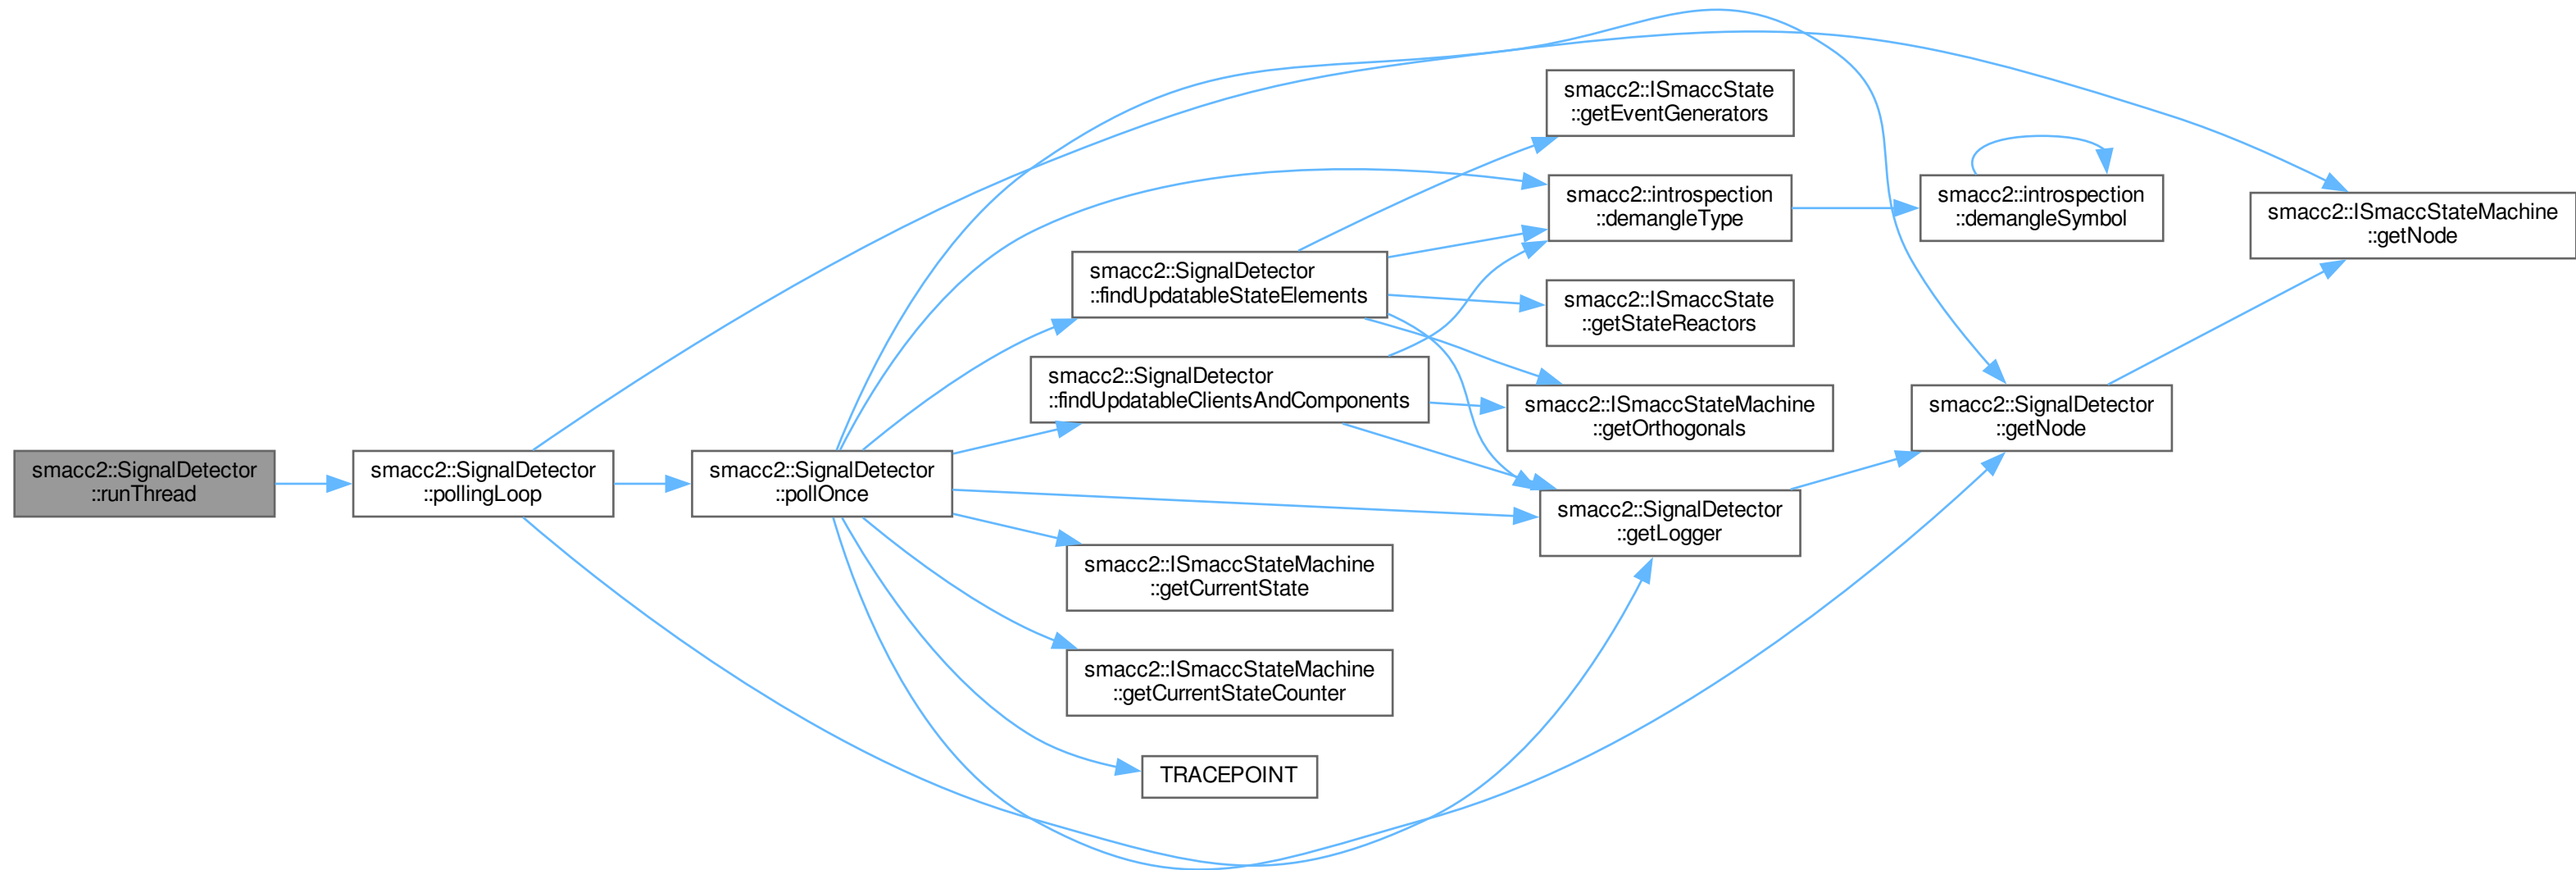 smacc2::SignalDetector
::runThread
smacc2::SignalDetector
::pollingLoop
smacc2::SignalDetector
::pollOnce
smacc2::SignalDetector
::findUpdatableStateElements
smacc2::SignalDetector
::findUpdatableClientsAndComponents
smacc2::ISmaccStateMachine
::getCurrentState
smacc2::ISmaccStateMachine
::getCurrentStateCounter
TRACEPOINT
smacc2::ISmaccState
::getEventGenerators
smacc2::introspection
::demangleType
smacc2::ISmaccState
::getStateReactors
smacc2::ISmaccStateMachine
::getOrthogonals
smacc2::SignalDetector
::getLogger
smacc2::introspection
::demangleSymbol
smacc2::SignalDetector
::getNode
smacc2::ISmaccStateMachine
::getNode